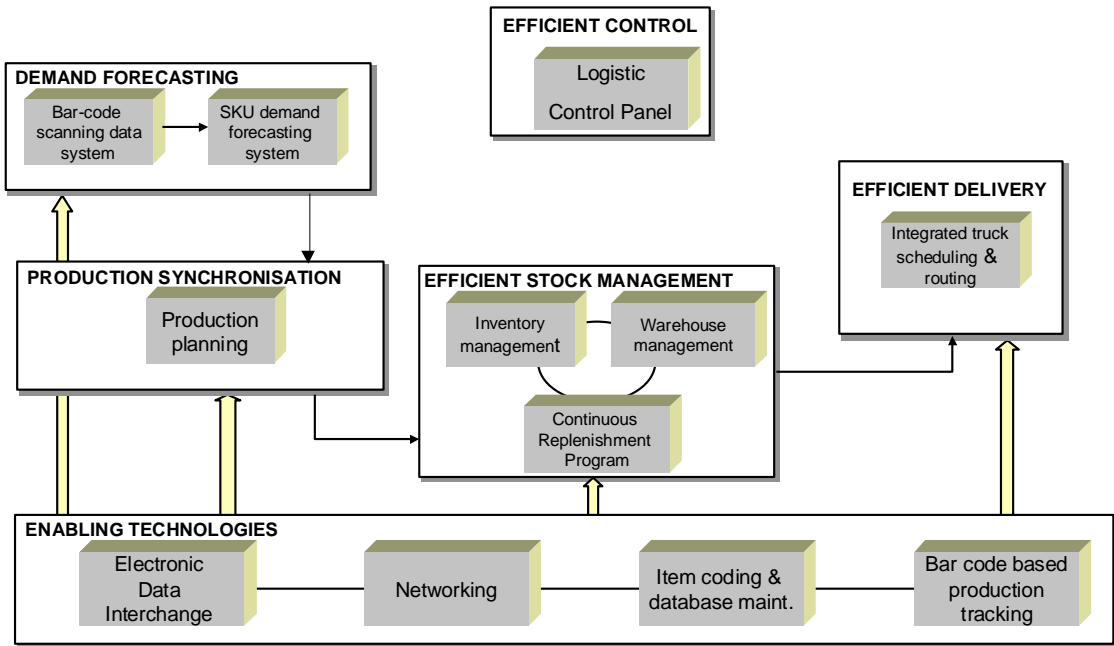 EFFICIENT CONTROL
Logistic
Control Panel
DEMAND FORECASTING
Bar-code
scanning data
system
SKU demand
forecasting
system
EFFICIENT DELIVERY
Integrated truck
scheduling &
routing
PRODUCTION SYNCHRONISATION
Production
planning
EFFICIENT STOCK MANAGEMENT
Inventory
management
Warehouse
management
Continuous
Replenishment
Program
ENABLING TECHNOLOGIES
Electronic
Data
Interchange
Networking
Item coding &
database maint.
Bar code based
production
tracking